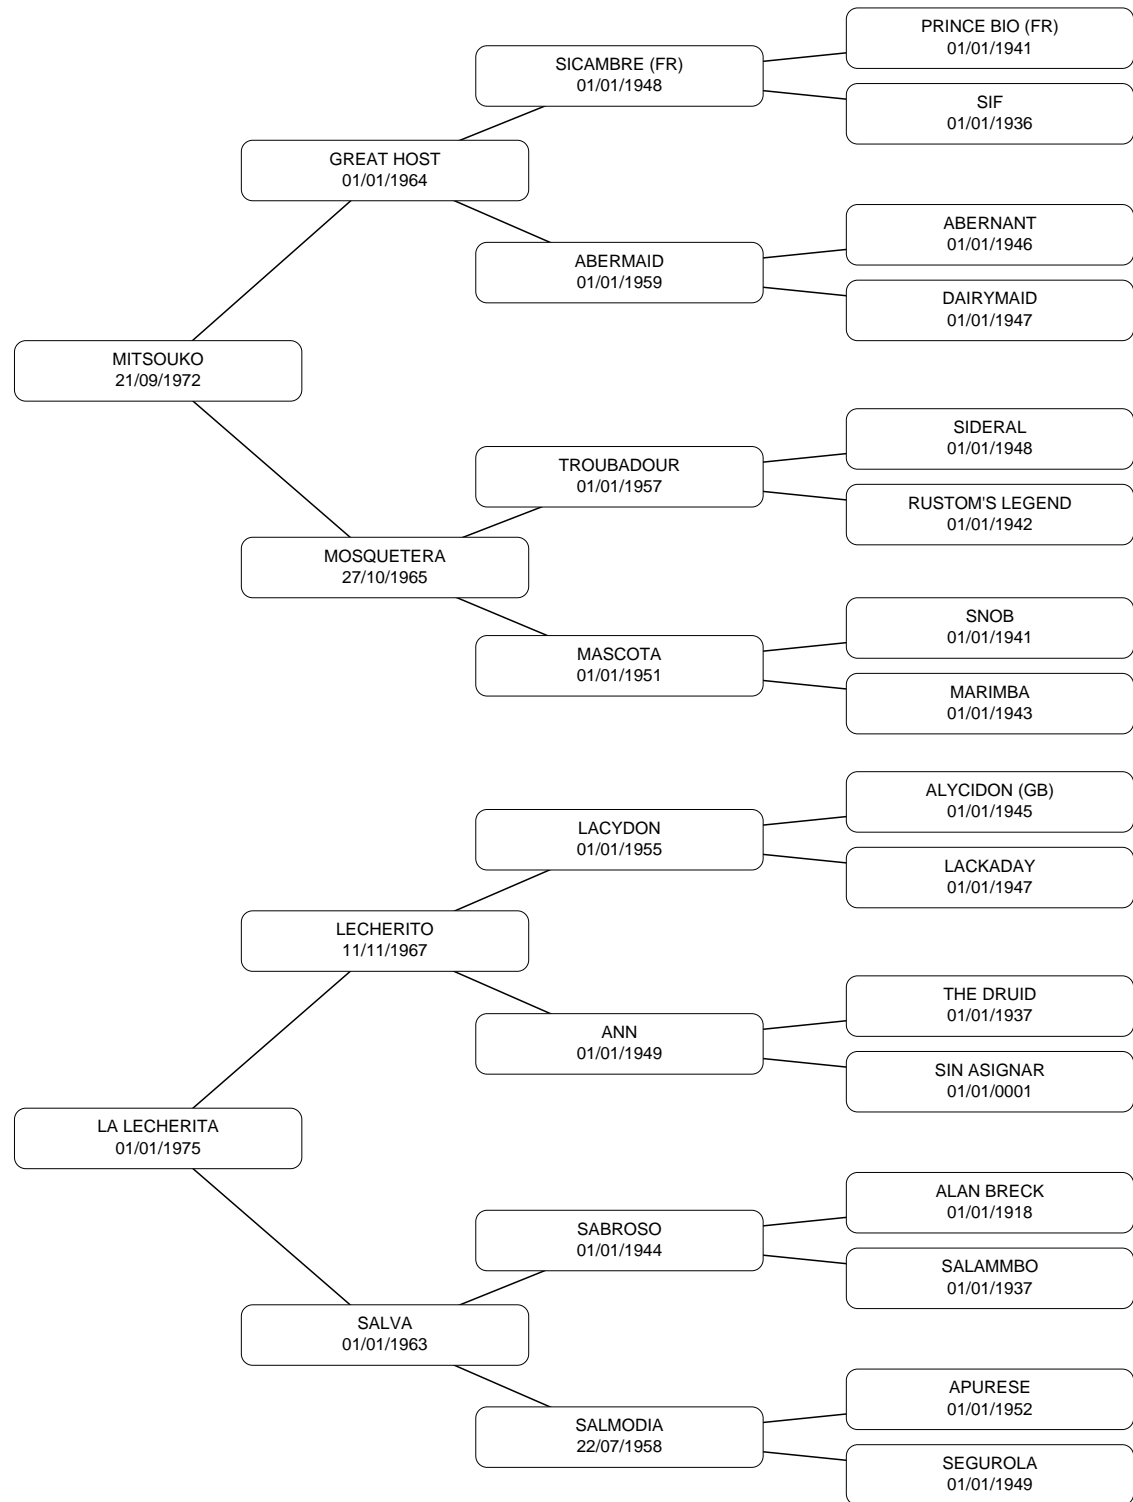 PRINCE BIO (FR)
01/01/1941
SICAMBRE (FR)
01/01/1948
SIF
01/01/1936
GREAT HOST
01/01/1964
ABERNANT
01/01/1946
ABERMAID
01/01/1959
DAIRYMAID
01/01/1947
MITSOUKO
21/09/1972
SIDERAL
01/01/1948
TROUBADOUR
01/01/1957
RUSTOM'S LEGEND
01/01/1942
MOSQUETERA
27/10/1965
SNOB
01/01/1941
MASCOTA
01/01/1951
MARIMBA
01/01/1943
ALYCIDON (GB)
01/01/1945
LACYDON
01/01/1955
LACKADAY
01/01/1947
LECHERITO
11/11/1967
THE DRUID
01/01/1937
ANN
01/01/1949
SIN ASIGNAR
01/01/0001
LA LECHERITA
01/01/1975
ALAN BRECK
01/01/1918
SABROSO
01/01/1944
SALAMMBO
01/01/1937
SALVA
01/01/1963
APURESE
01/01/1952
SALMODIA
22/07/1958
SEGUROLA
01/01/1949